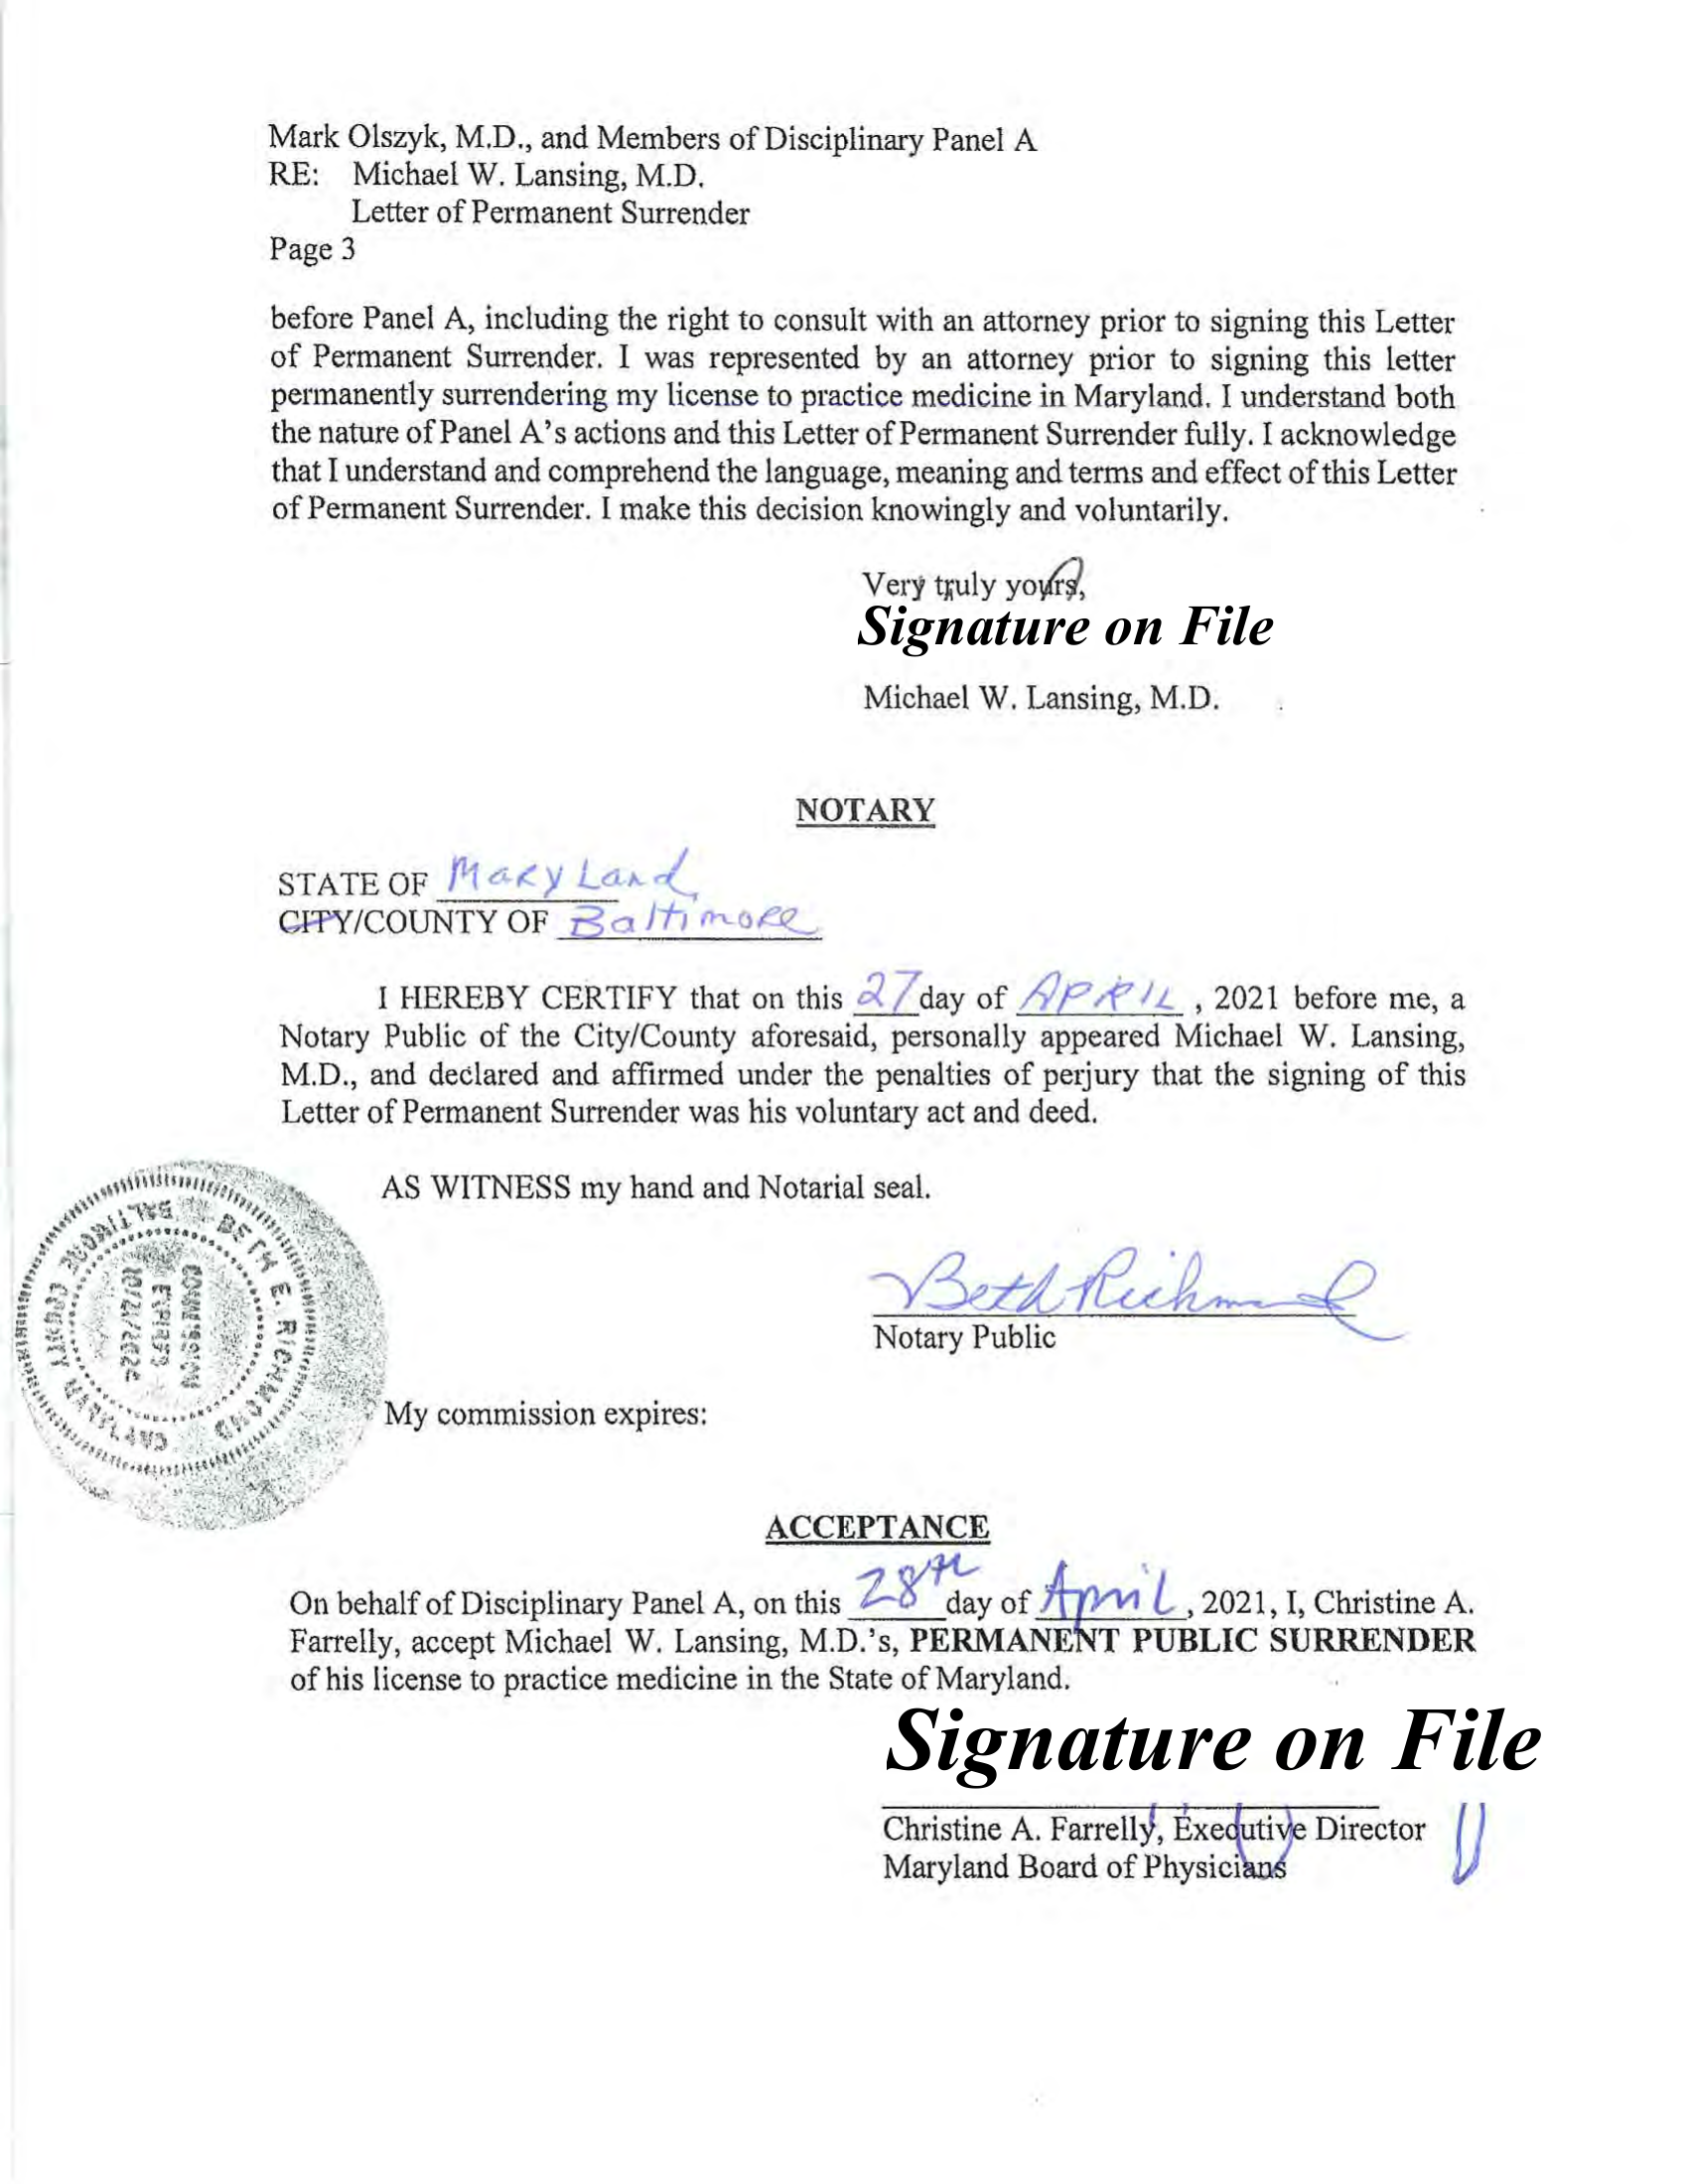 Mark Olszyk, M.D., and Members of Disciplinary Panel A
RE: Michael W. Lansing, M.D.
Letter of Permanent Surrender
Page 3
before Panel A, including the right to consult with an attorney prior to signing this Letter
of Permanent Surrender. I was represented by an attorney prior to signing this letter
permanently surrendering my license to practice medicine in Maryland. I understand both
the nature of Panel A's actions and this Letter of Permanent Surrender fully. I acknowledge
that I understand and comprehend the language, meaning and terms and effect of this Letter
of Permanent Surrender. I make this decision knowingly and voluntarily.
Very truly yours,
Signature on File
Michael W. Lansing, M.D.
NOTARY
STATE OF Maryland
CITY/COUNTY OF Baltimore
I HEREBY CERTIFY that on this 27 day of APRIL, 2021 before me, a
Notary Public of the City/County aforesaid, personally appeared Michael W. Lansing,
M.D., and declared and affirmed under the penalties of perjury that the signing of this
Letter of Permanent Surrender was his voluntary act and deed.
AS WITNESS my hand and Notarial seal.
BETH E. RICHMOND
BALTIMORE COUNTY MARYLAND
COMMISSION
EXPIRES
Beth Richmond
Notary Public
My commission expires:
ACCEPTANCE
On behalf of Disciplinary Panel A, on this 28th day of April, 2021, I, Christine A.
Farrelly, accept Michael W. Lansing, M.D.'s, PERMANENT PUBLIC SURRENDER
of his license to practice medicine in the State of Maryland.
Signature on File
Christine A. Farrelly, Executive Director
Maryland Board of Physicians